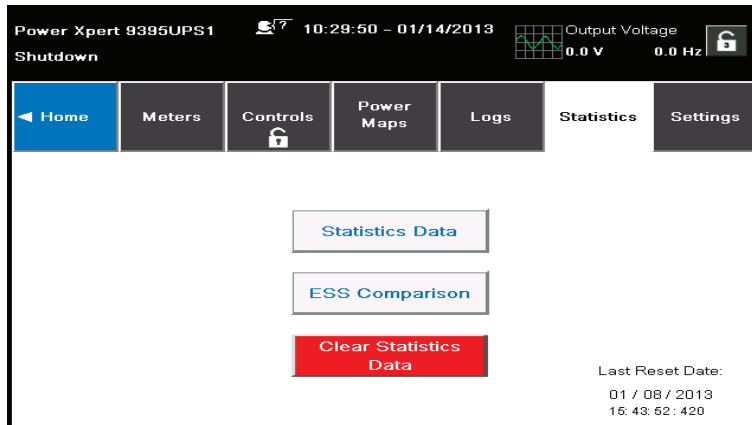 Power Xpert 9395UPS1
?
10:29:50 - 01/14/2013
Output Voltage
Shutdown
0.0 V 0.0 Hz
3
◄ Home
Meters
Controls
1
Power
Maps
Logs
Statistics
Settings
Statistics Data
ESS Comparison
Clear Statistics
Data
Last Reset Date:
01 / 08 / 2013
15: 43: 52 : 420